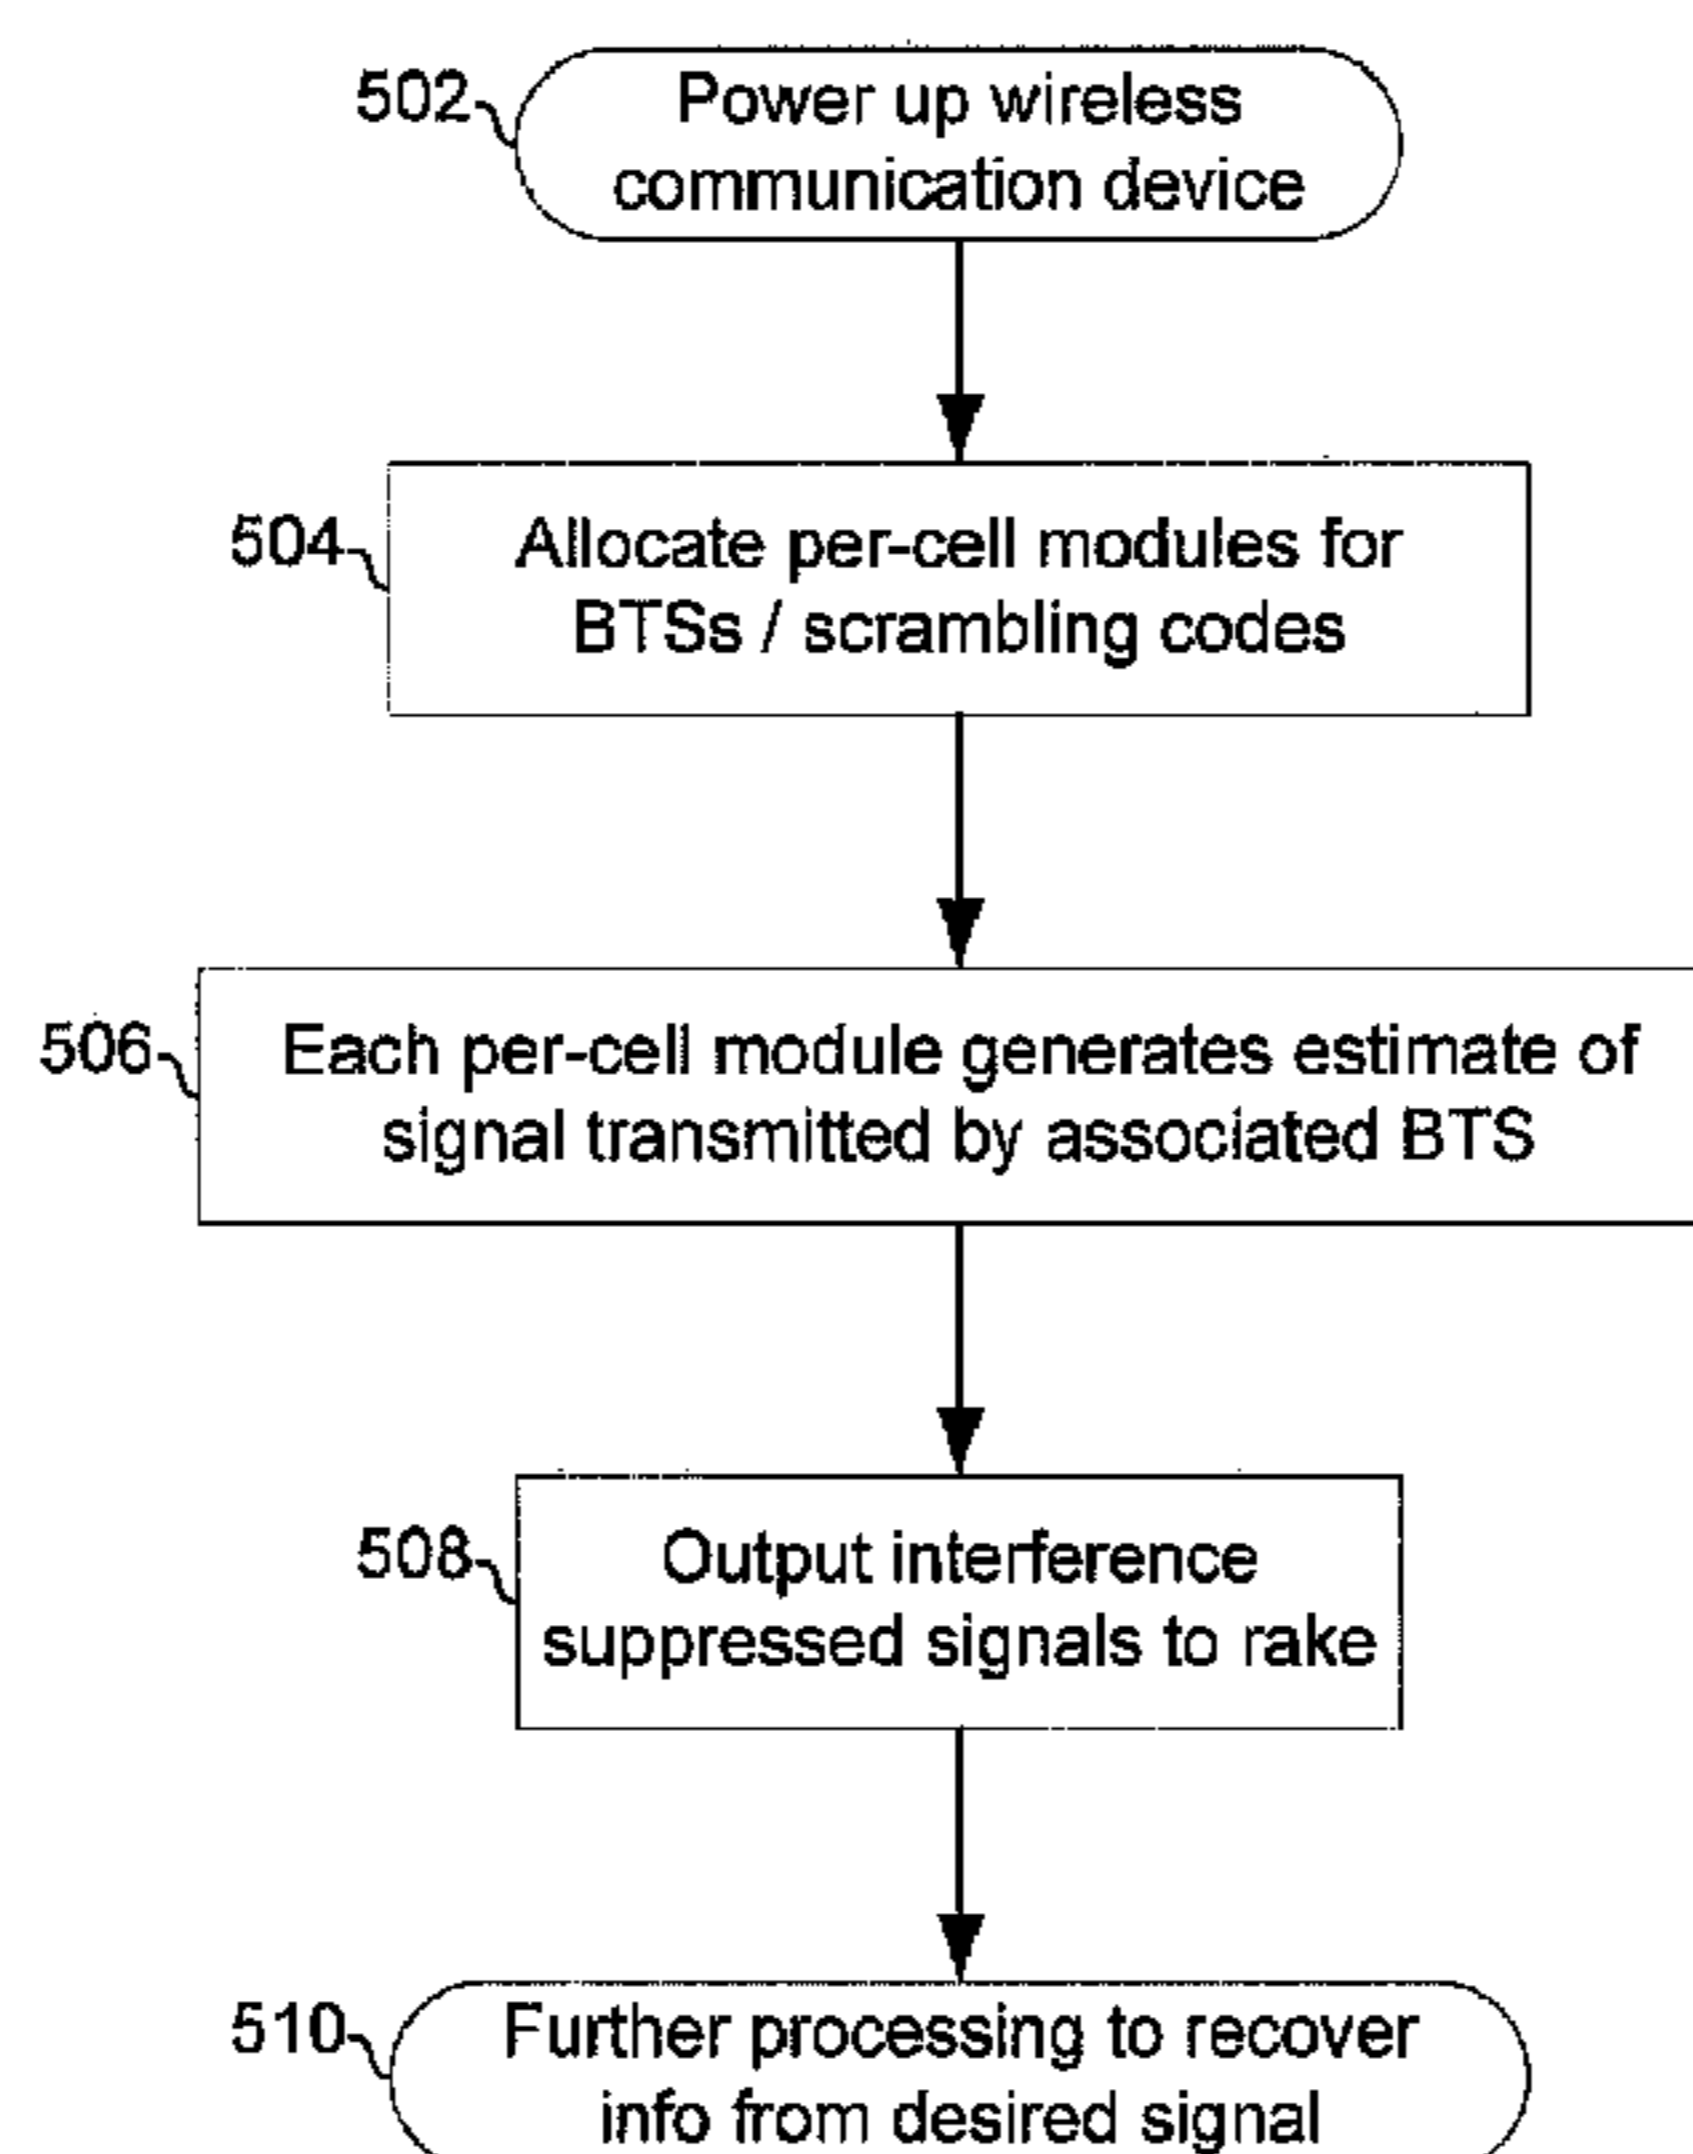 502
Power up wireless
communication device
504
Allocate per-cell modules for
BTSs / scrambling codes
506
Each per-cell module generates estimate of
signal transmitted by associated BTS
508
Output interference
suppressed signals to rake
510
Further processing to recover
info from desired signal